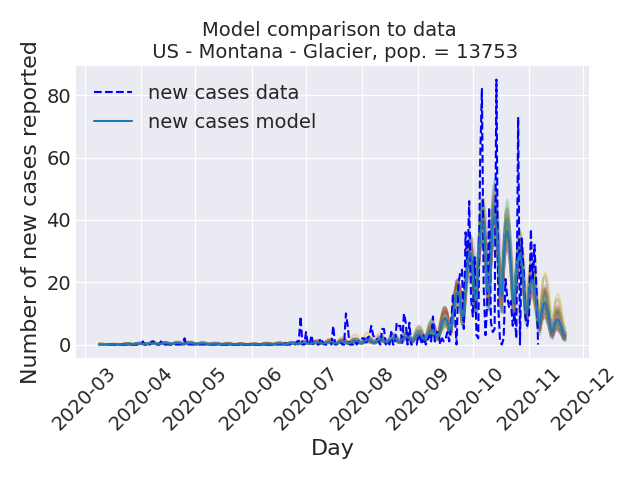 Model comparison to data
US - Montana - Glacier, pop. = 13753
Number of new cases reported
80
60
40
20
0
new cases data
new cases model
2020-03
2020-04
2020-05
2020-06
2020-07
2020-08
2020-09
2020-10
2020-11
2020-12
Day